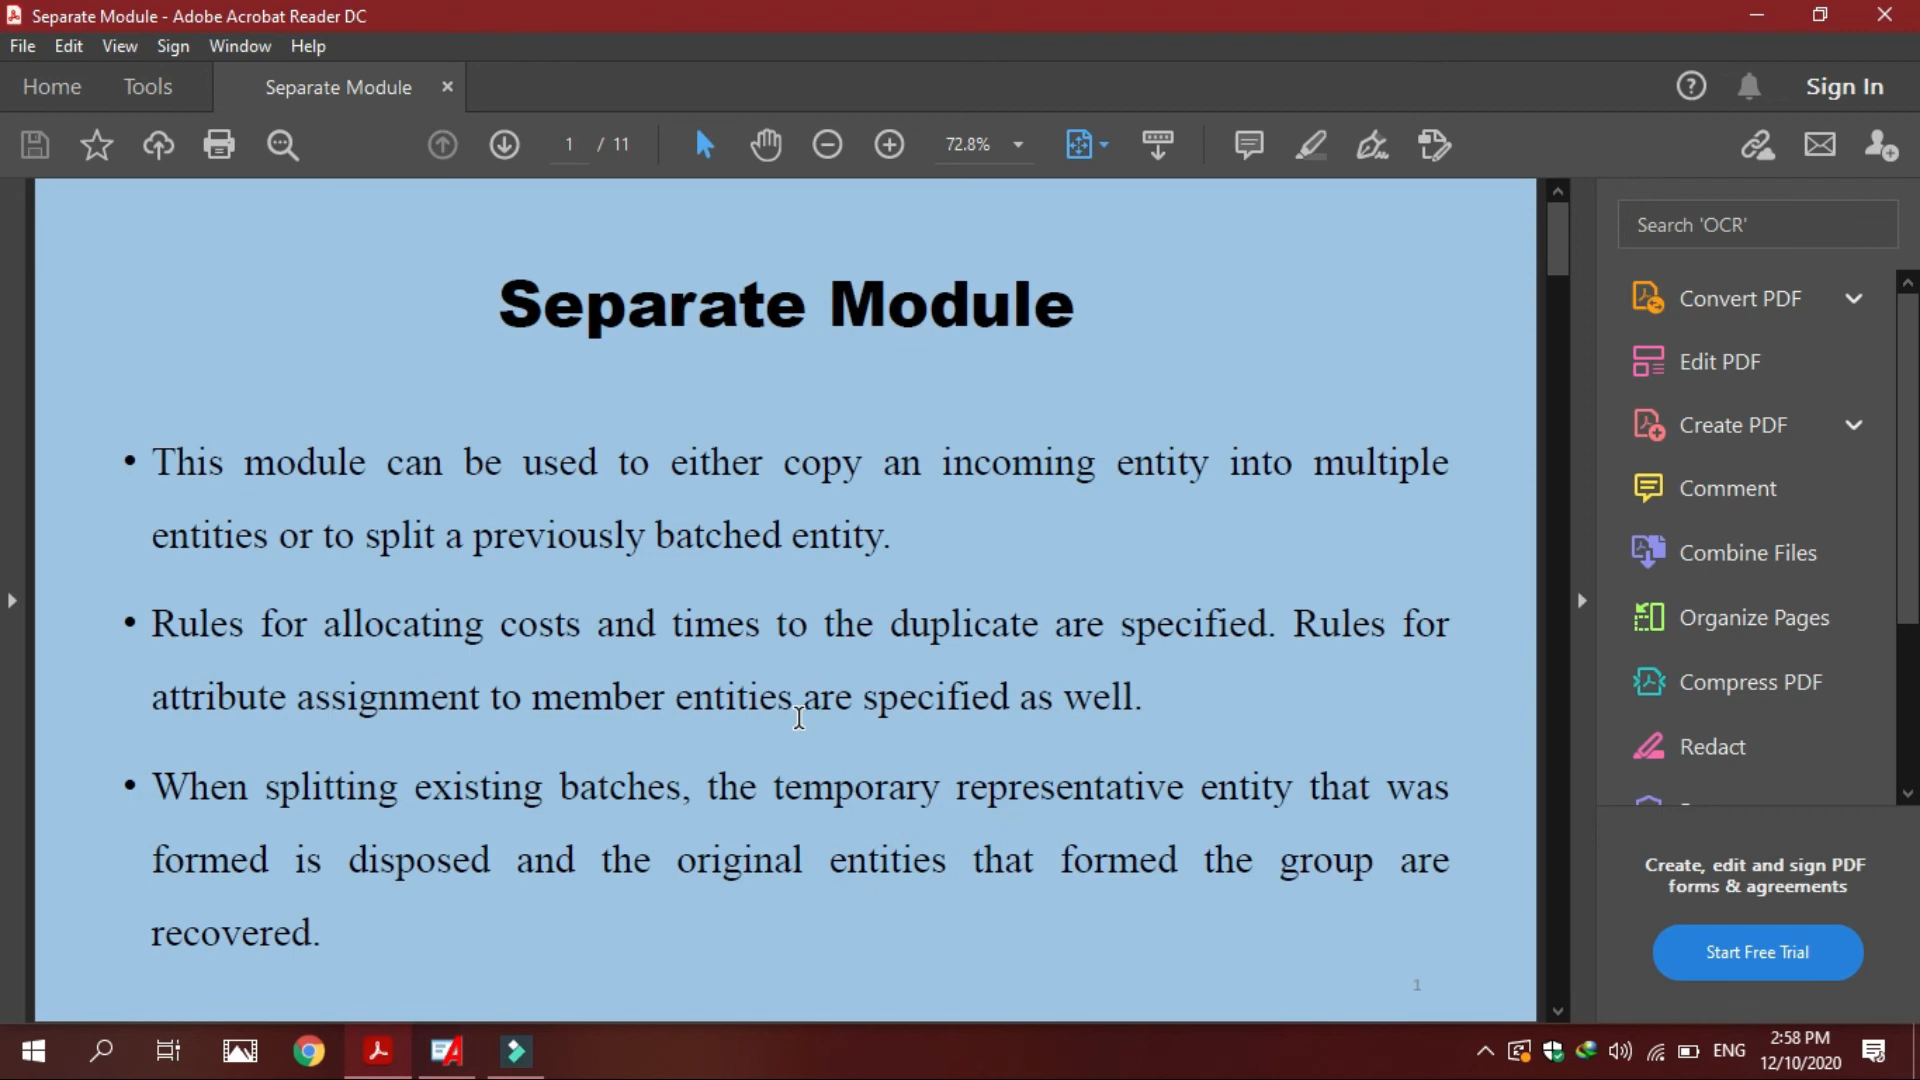 Separate Module - Adobe Acrobat Reader DC
File Edit View Sign Window Help
Home Tools Separate Module × Sign In
1 / 11 72.8%
Search 'OCR'
Separate Module
• This module can be used to either copy an incoming entity into multiple
entities or to split a previously batched entity.
• Rules for allocating costs and times to the duplicate are specified. Rules for
attribute assignment to member entities are specified as well.
• When splitting existing batches, the temporary representative entity that was
formed is disposed and the original entities that formed the group are
recovered.
1
Convert PDF
Edit PDF
Create PDF
Comment
Combine Files
Organize Pages
Compress PDF
Redact
Create, edit and sign PDF
forms & agreements
Start Free Trial
ENG
2:58 PM
12/10/2020